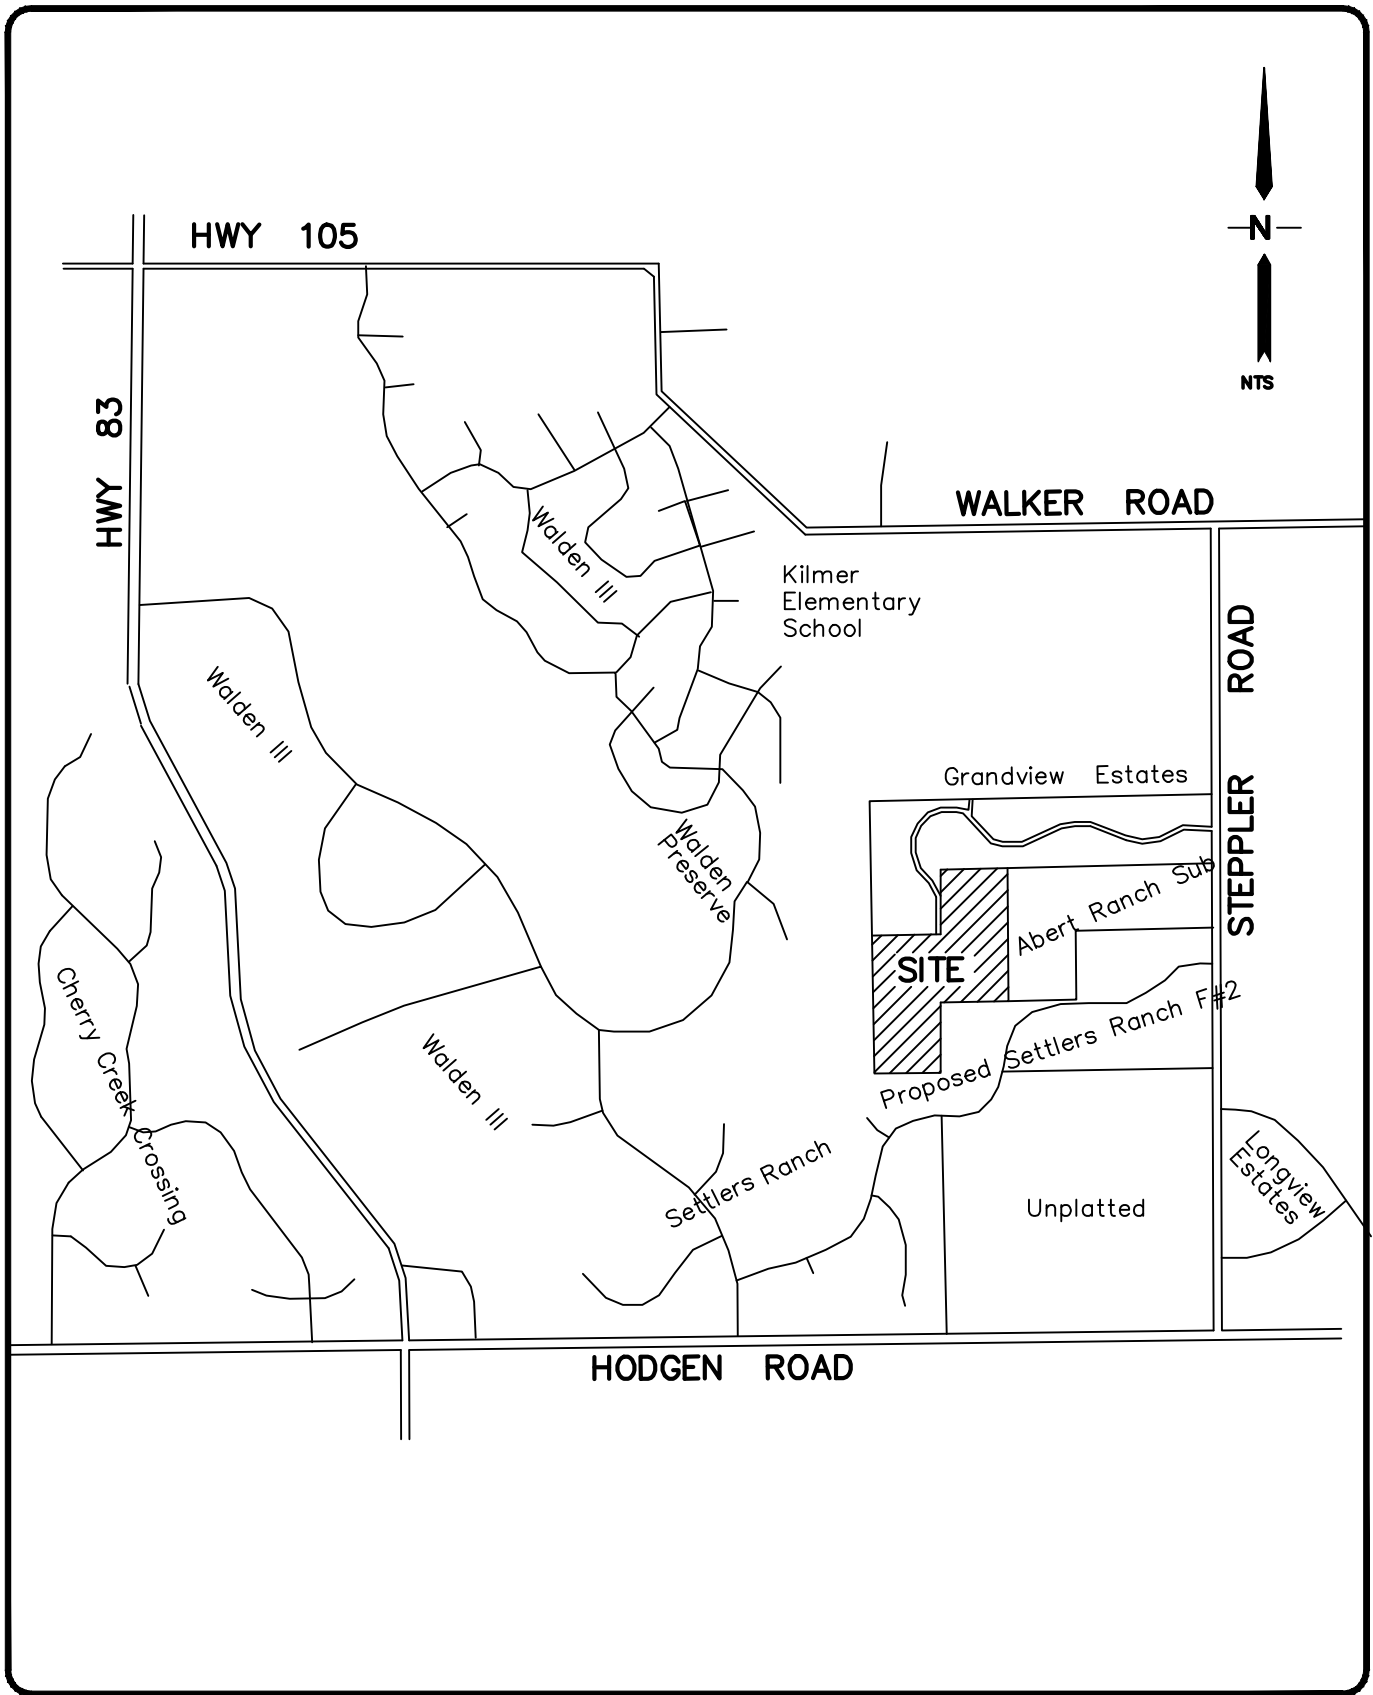 HWY 105
N
NTS
HWY 83
WALKER ROAD
Walden III
Kilmer
Elementary
School
STEPPLER ROAD
Walden III
Grandview Estates
Walden
Preserve
Abert Ranch Sub
SITE
Cherry Creek Crossing
Proposed Settlers Ranch F#2
Walden III
Settlers Ranch
Longview
Estates
Unplatted
HODGEN ROAD